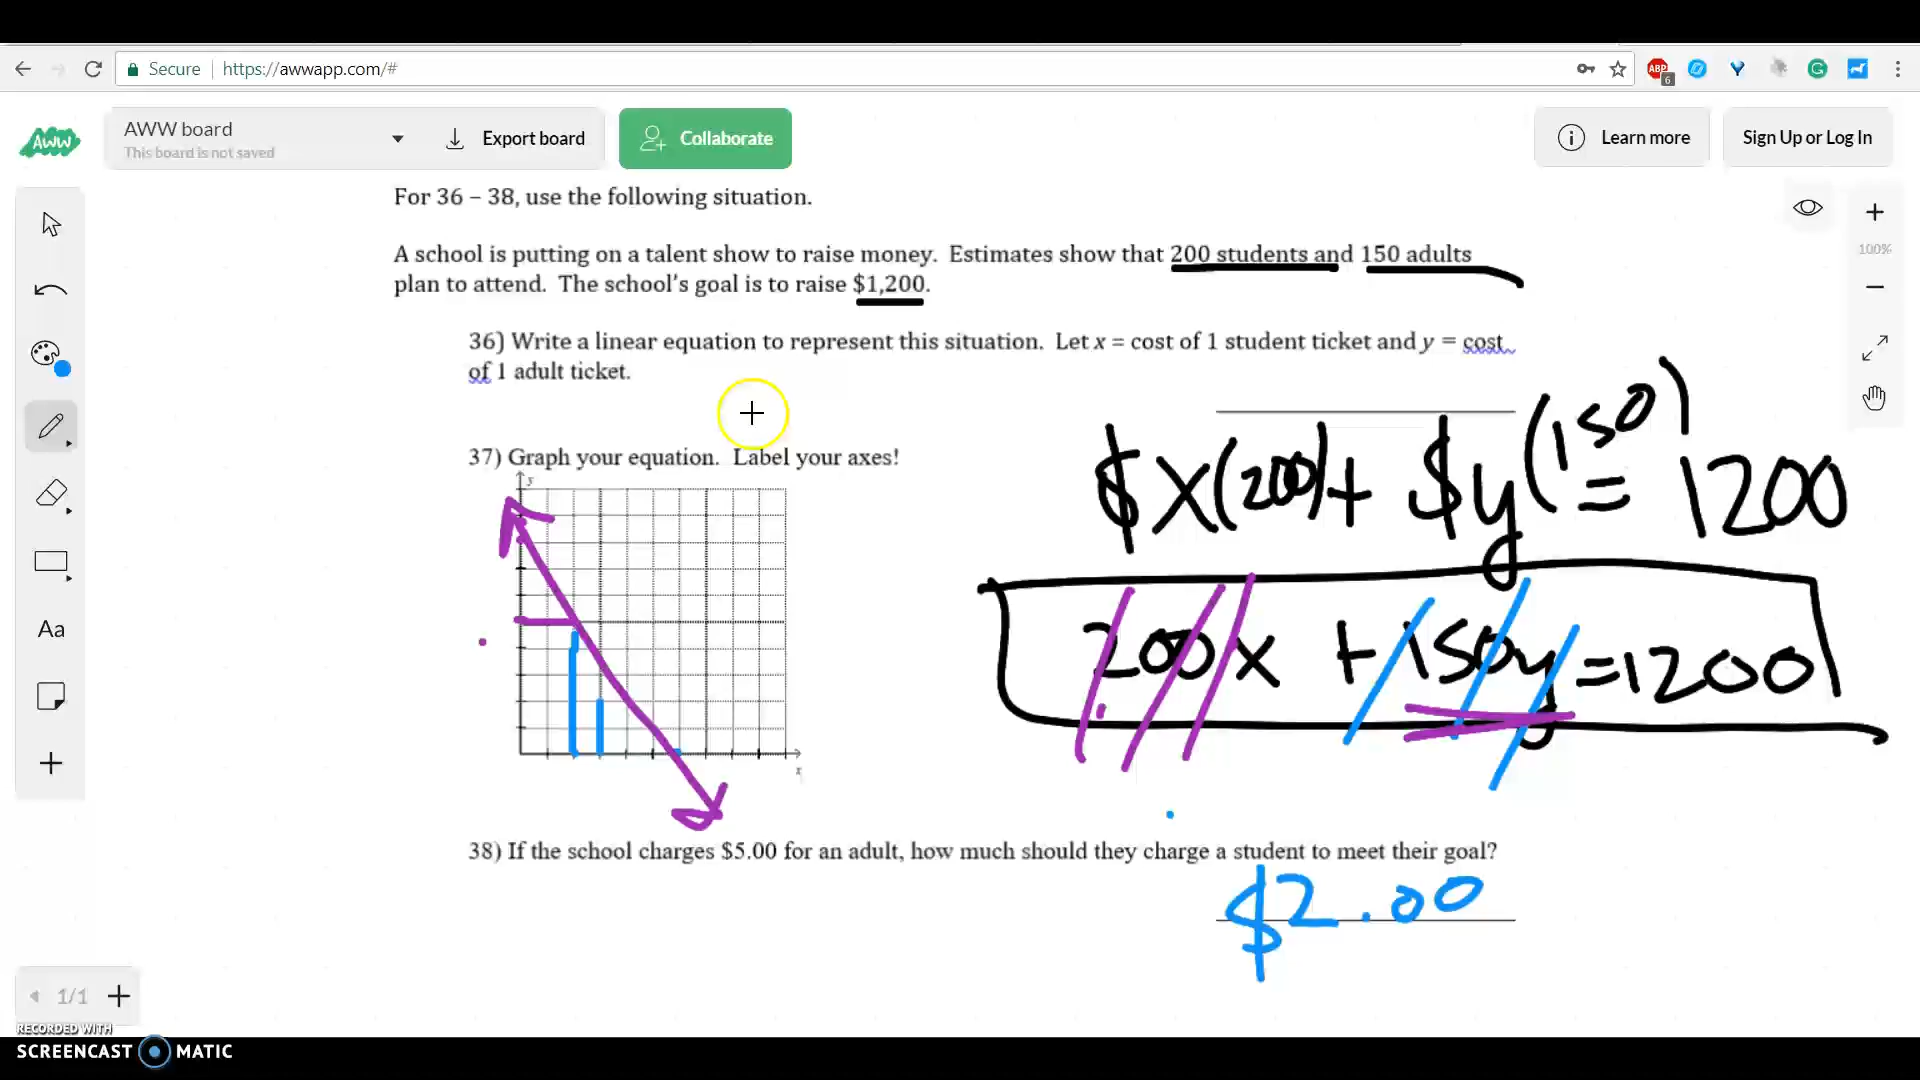 Secure https://awwapp.com/#
ABP 6
AWW
AWW board
This board is not saved
Export board
Collaborate
Learn more
Sign Up or Log In
For 36 – 38, use the following situation.
A school is putting on a talent show to raise money. Estimates show that 200 students and 150 adults
plan to attend. The school's goal is to raise $1,200.
100%
36) Write a linear equation to represent this situation. Let x = cost of 1 student ticket and y = cost
of 1 adult ticket.
$x(200) + $y(150) = 1200
37) Graph your equation. Label your axes!
y
x
200x + 150y = 1200
Aa
38) If the school charges $5.00 for an adult, how much should they charge a student to meet their goal?
$2.00
1/1
RECORDED WITH
SCREENCAST MATIC